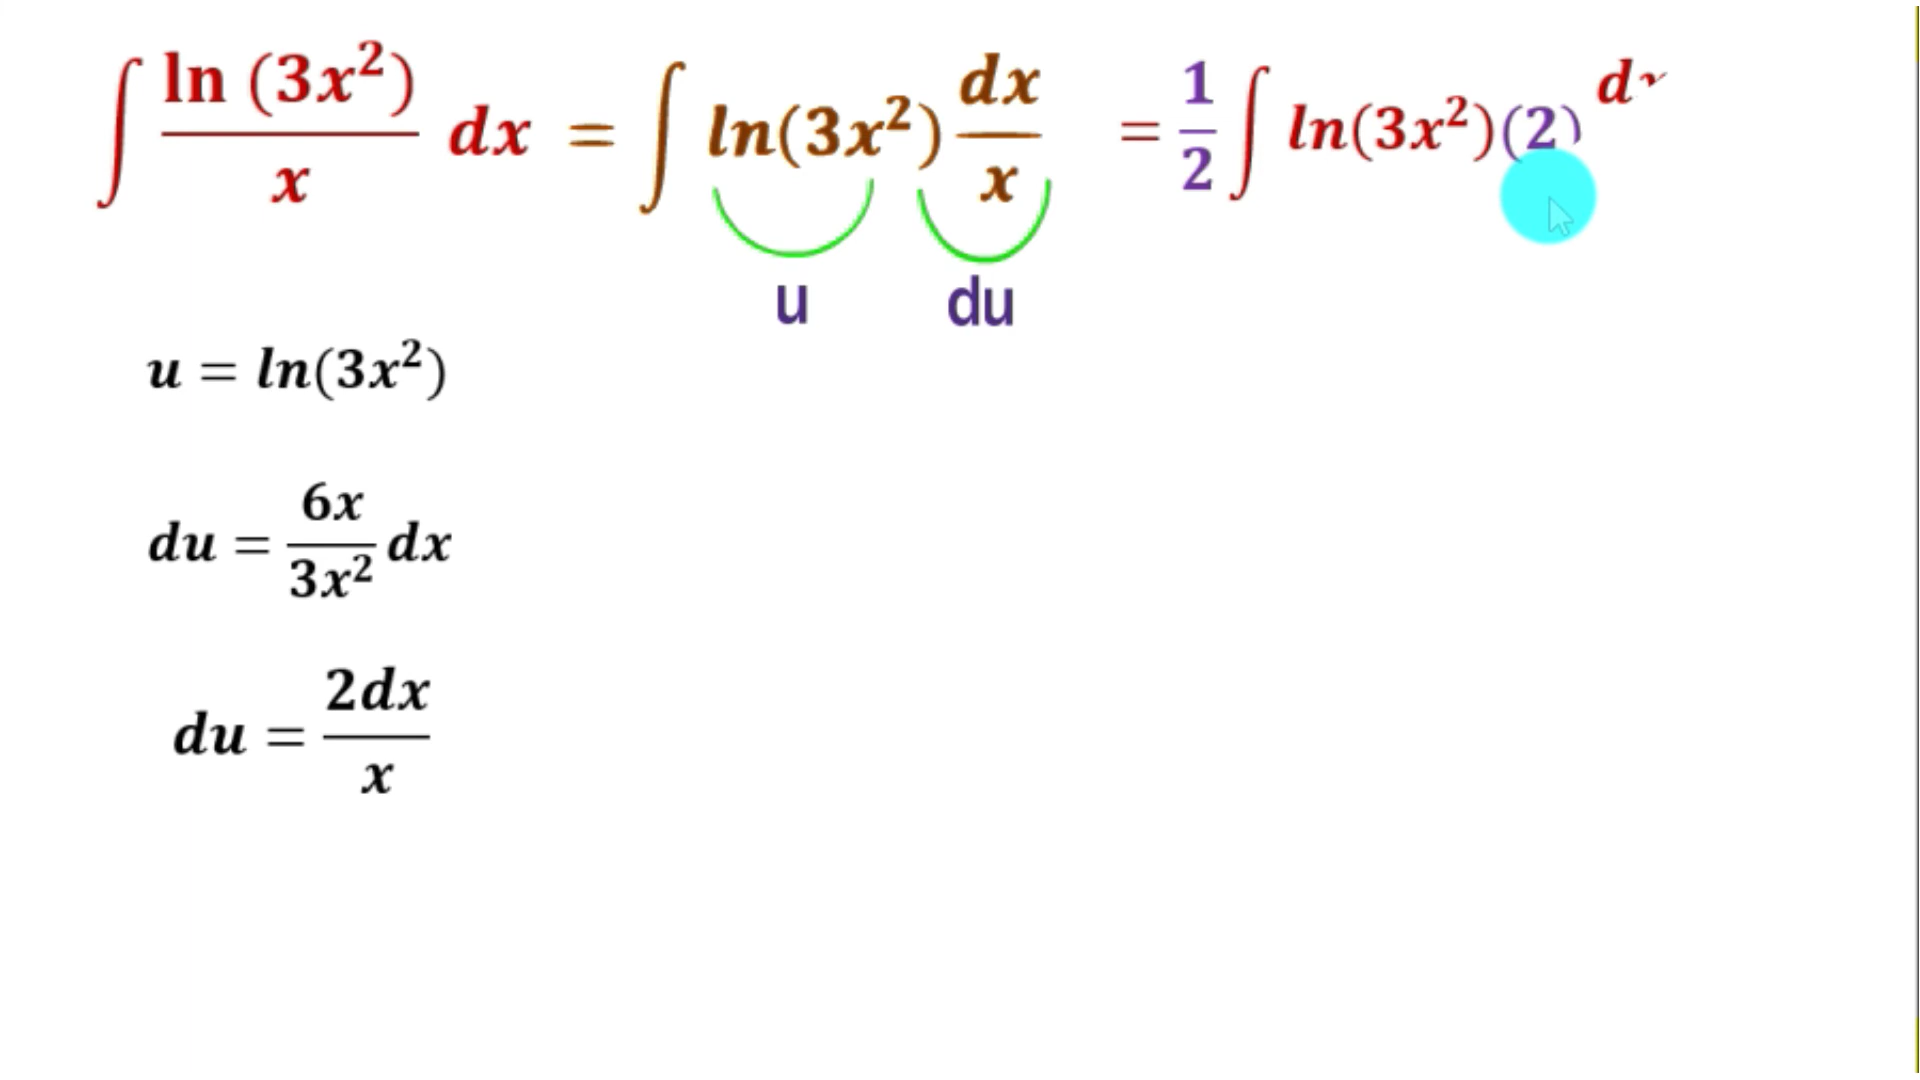 ∫ ln (3x²)/x dx = ∫ ln(3x²) dx/x = 1/2 ∫ ln(3x²)(2) d
u du
u = ln(3x²)
du = 6x/3x² dx
du = 2dx/x